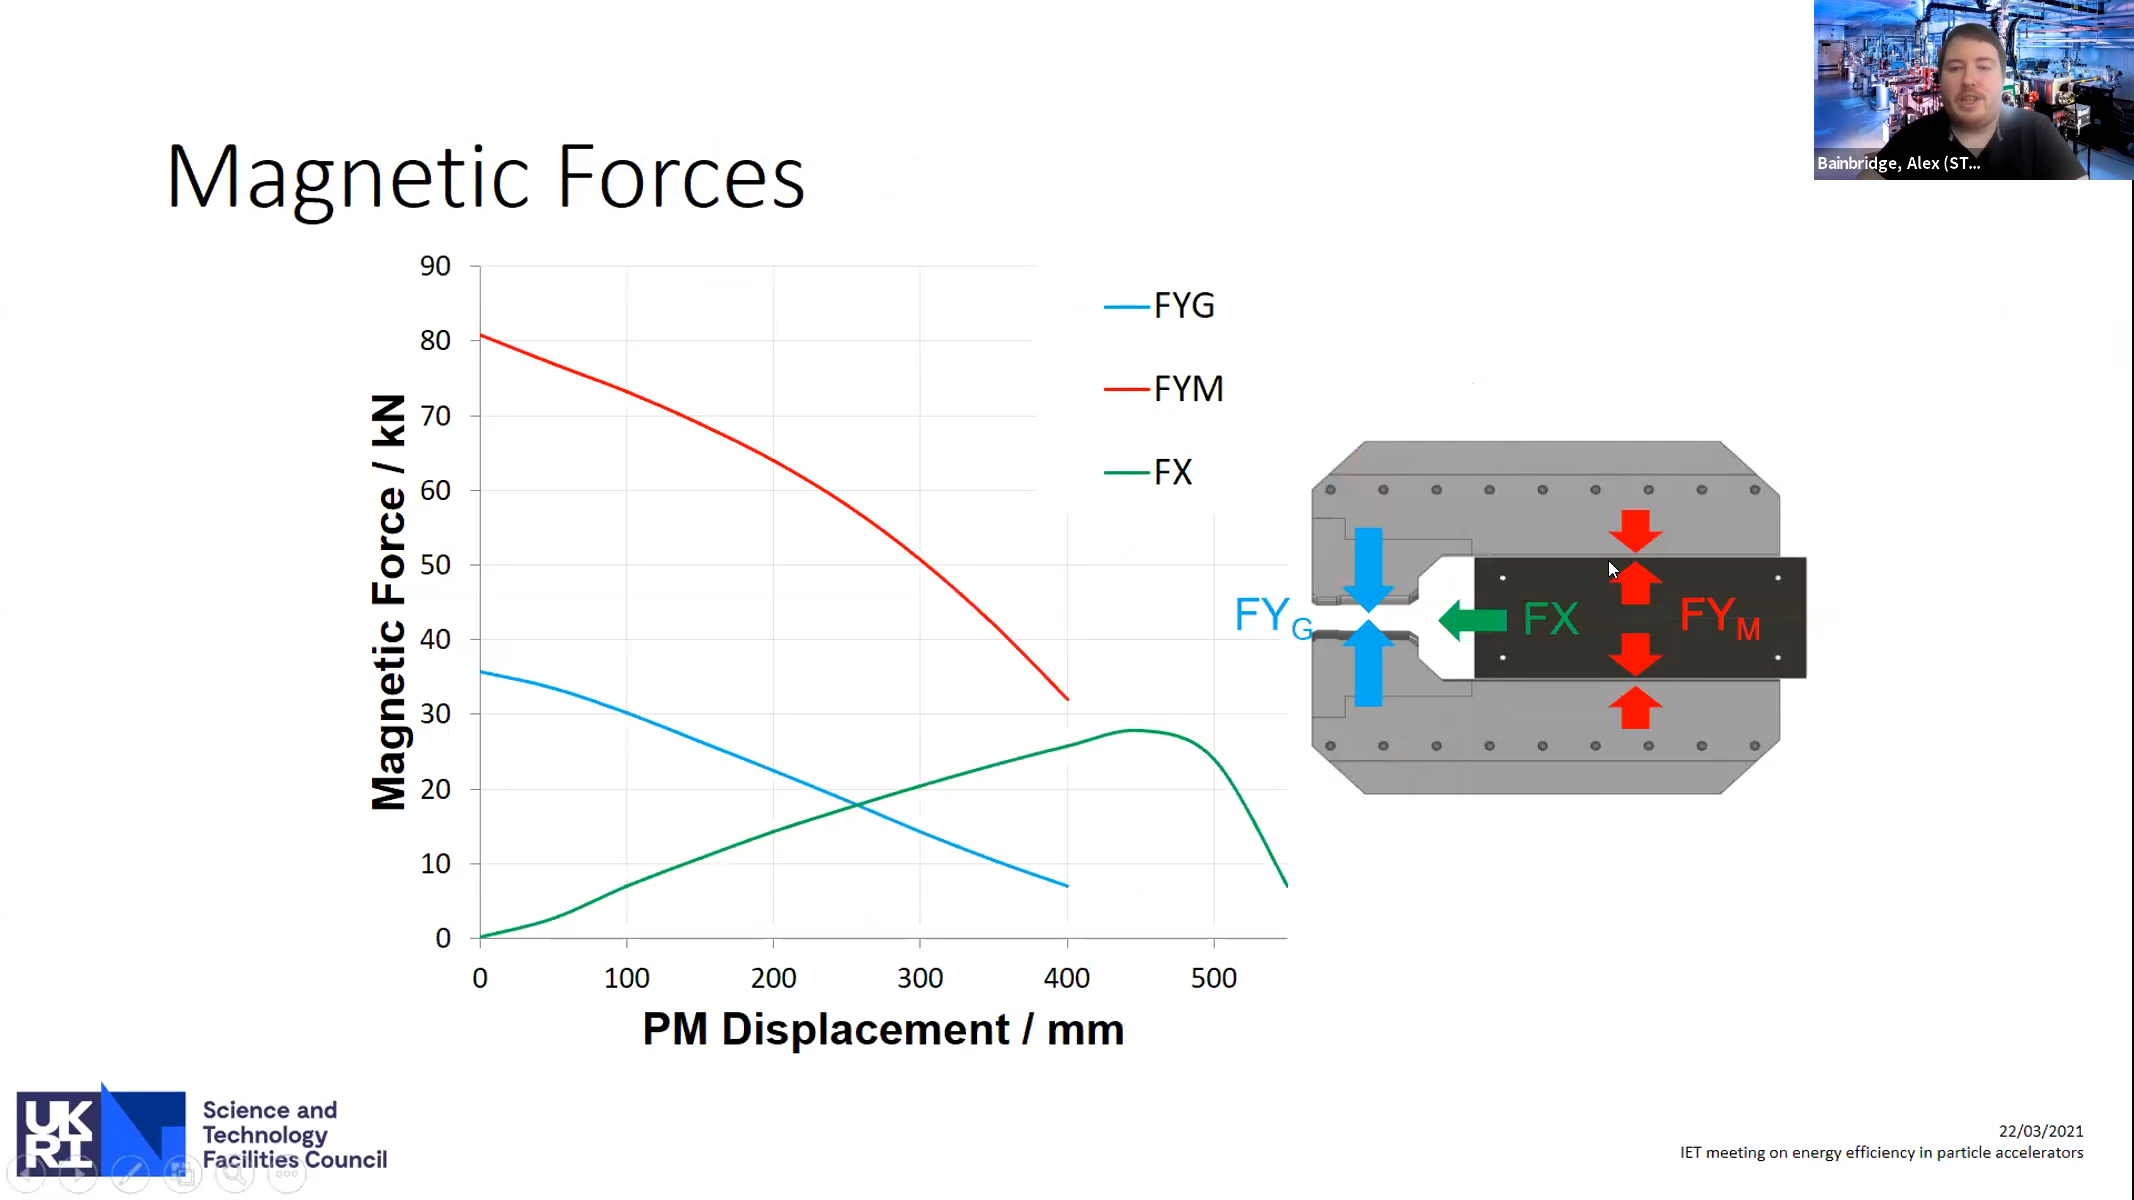 Bainbridge, Alex (ST...
Magnetic Forces
90
80
70
60
50
40
30
20
10
0
Magnetic Force / kN
0 100 200 300 400 500
PM Displacement / mm
FYG
FYM
FX
FYG
FX
FYM
UK
RI
Science and
Technology
Facilities Council
22/03/2021
IET meeting on energy efficiency in particle accelerators